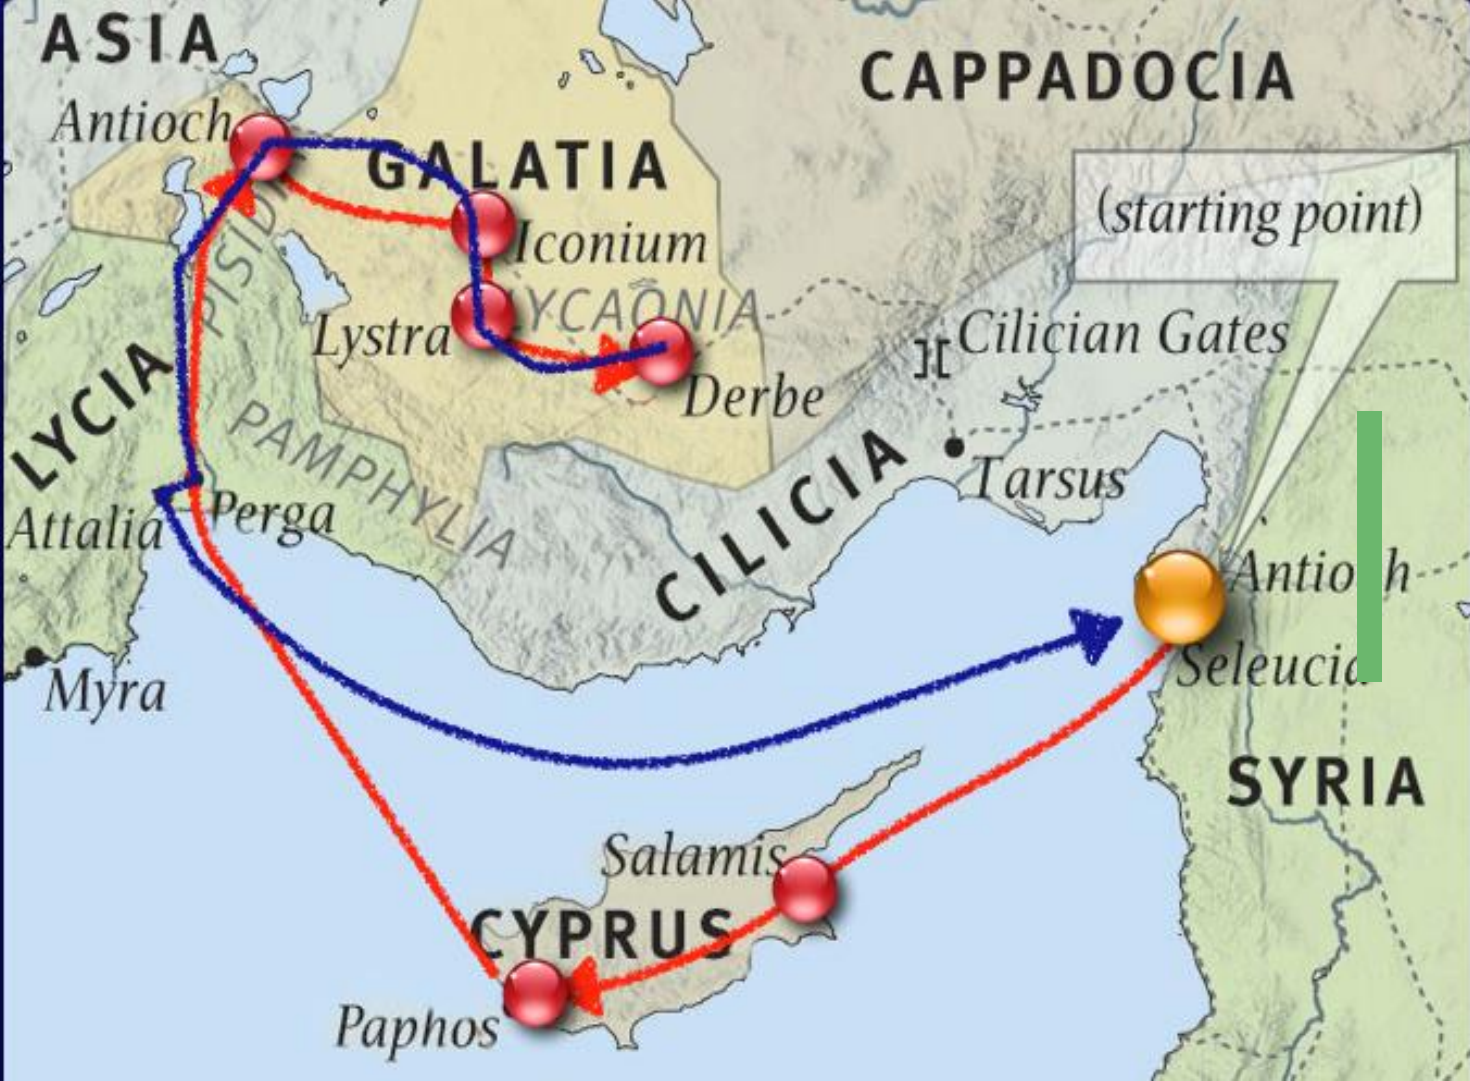 ASIA
CAPPADOCIA
Antioch
GALATIA
(starting point)
Iconium
LYCAONIA
Lystra
Cilician Gates
Derbe
LYCIA
PAMPHYLIA
CILICIA
Tarsus
Attalia
Perga
Seleucia
Myra
SYRIA
Salamis
CYPRUS
Paphos